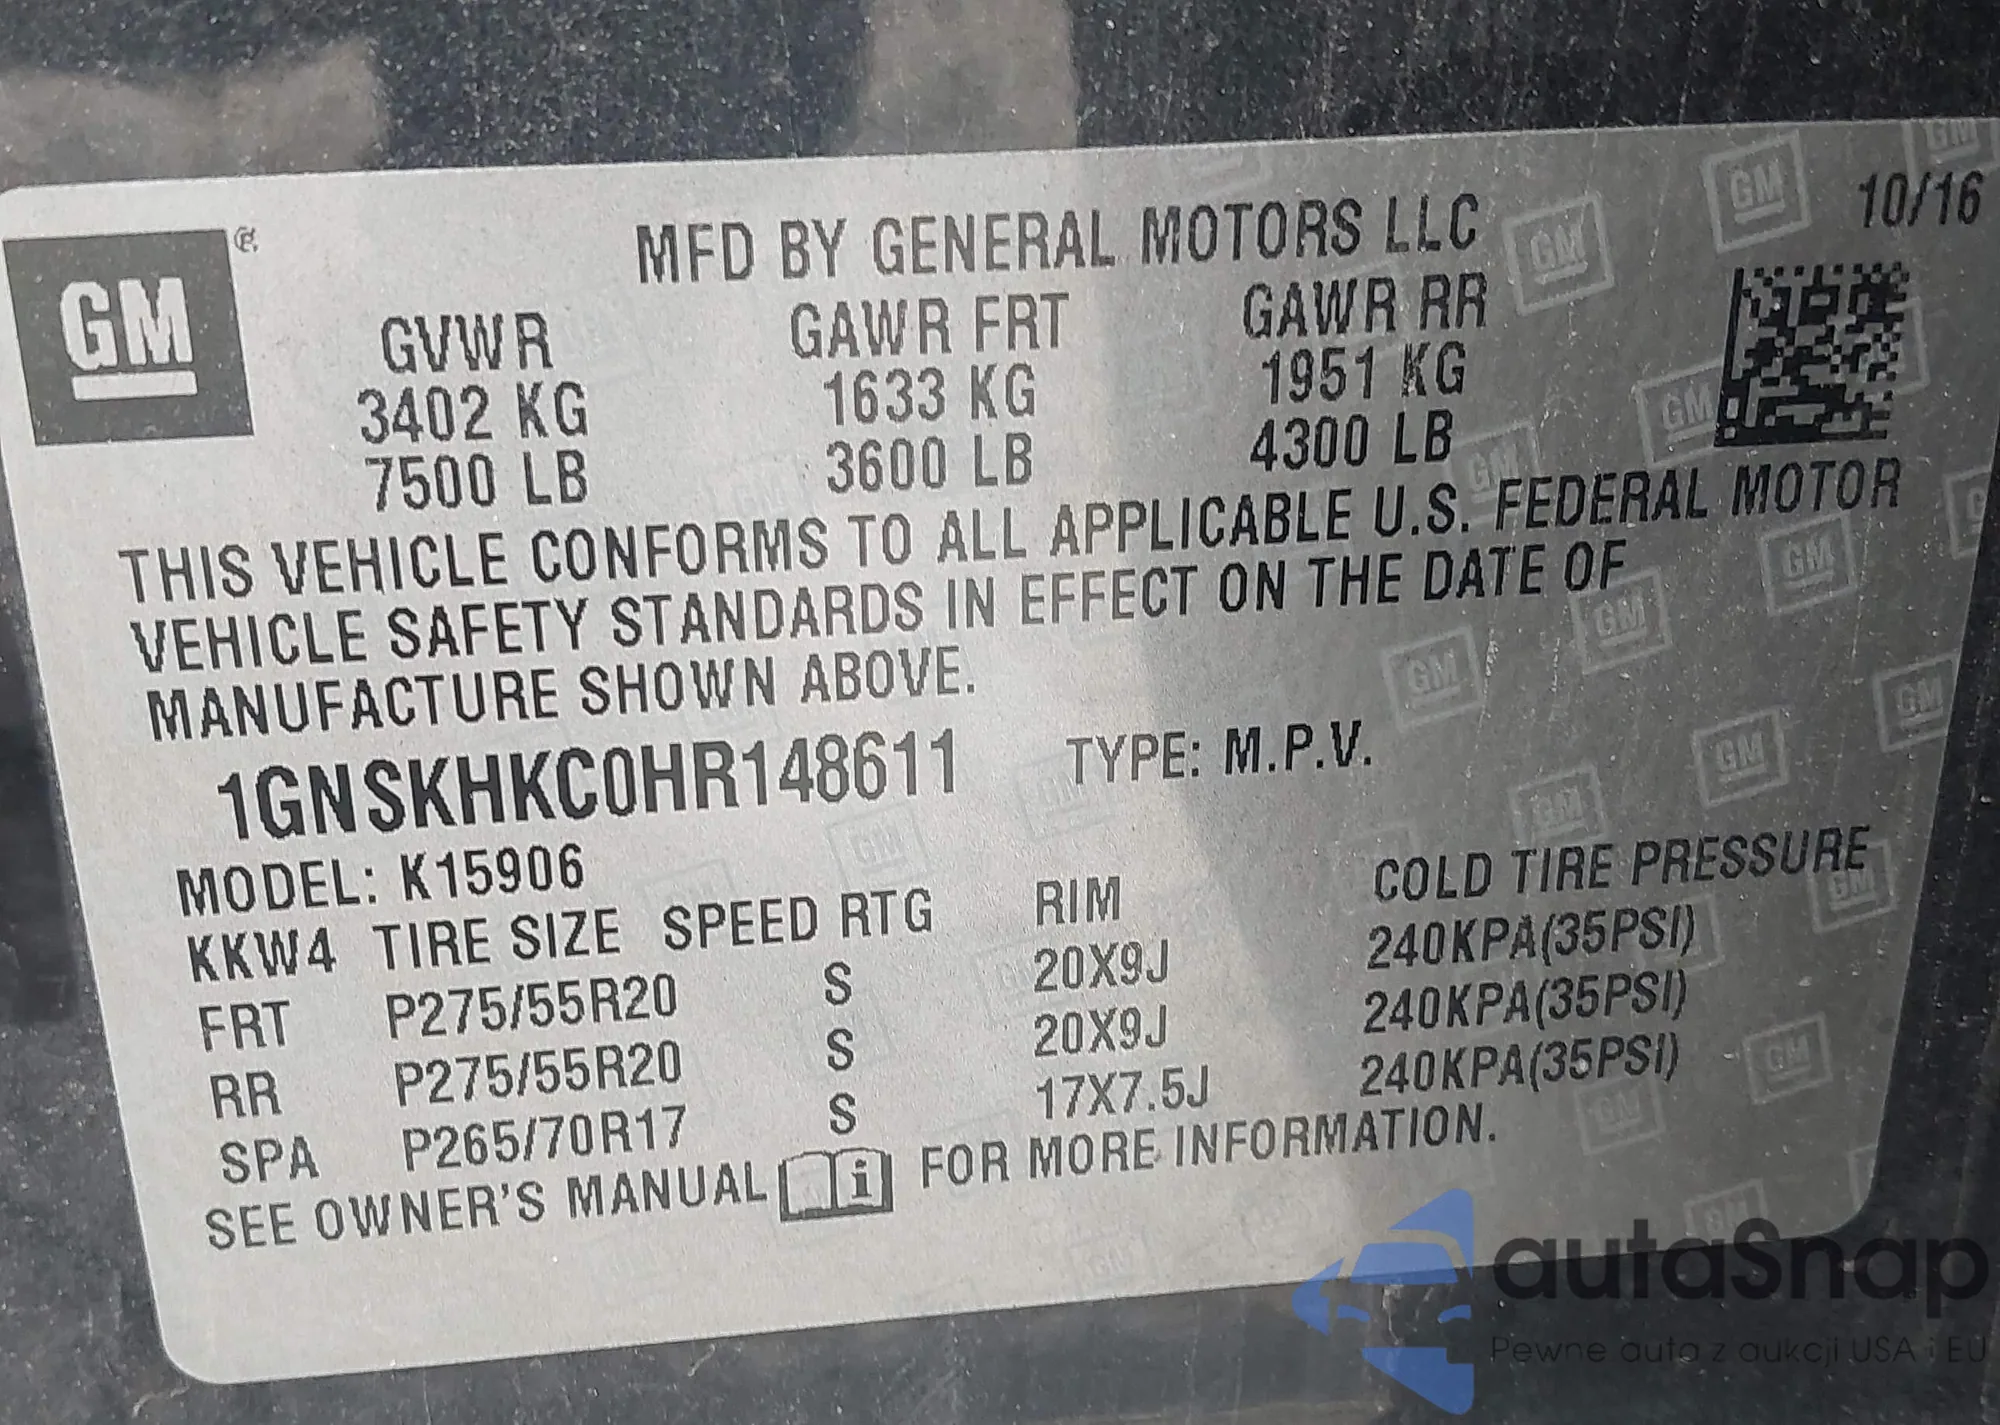 10/16
GM
MFD BY GENERAL MOTORS LLC
GVWR GAWR FRT GAWR RR
3402 KG 1633 KG 1951 KG
7500 LB 3600 LB 4300 LB
THIS VEHICLE CONFORMS TO ALL APPLICABLE U.S. FEDERAL MOTOR
VEHICLE SAFETY STANDARDS IN EFFECT ON THE DATE OF
MANUFACTURE SHOWN ABOVE.
1GNSKHKC0HR148611 TYPE: M.P.V.
MODEL: K15906
KKW4 TIRE SIZE SPEED RTG RIM COLD TIRE PRESSURE
FRT P275/55R20 S 20X9J 240KPA(35PSI)
RR P275/55R20 S 20X9J 240KPA(35PSI)
SPA P265/70R17 S 17X7.5J 240KPA(35PSI)
SEE OWNER'S MANUAL i FOR MORE INFORMATION.
autaSnap
Pewne auta z aukcji USA i EU